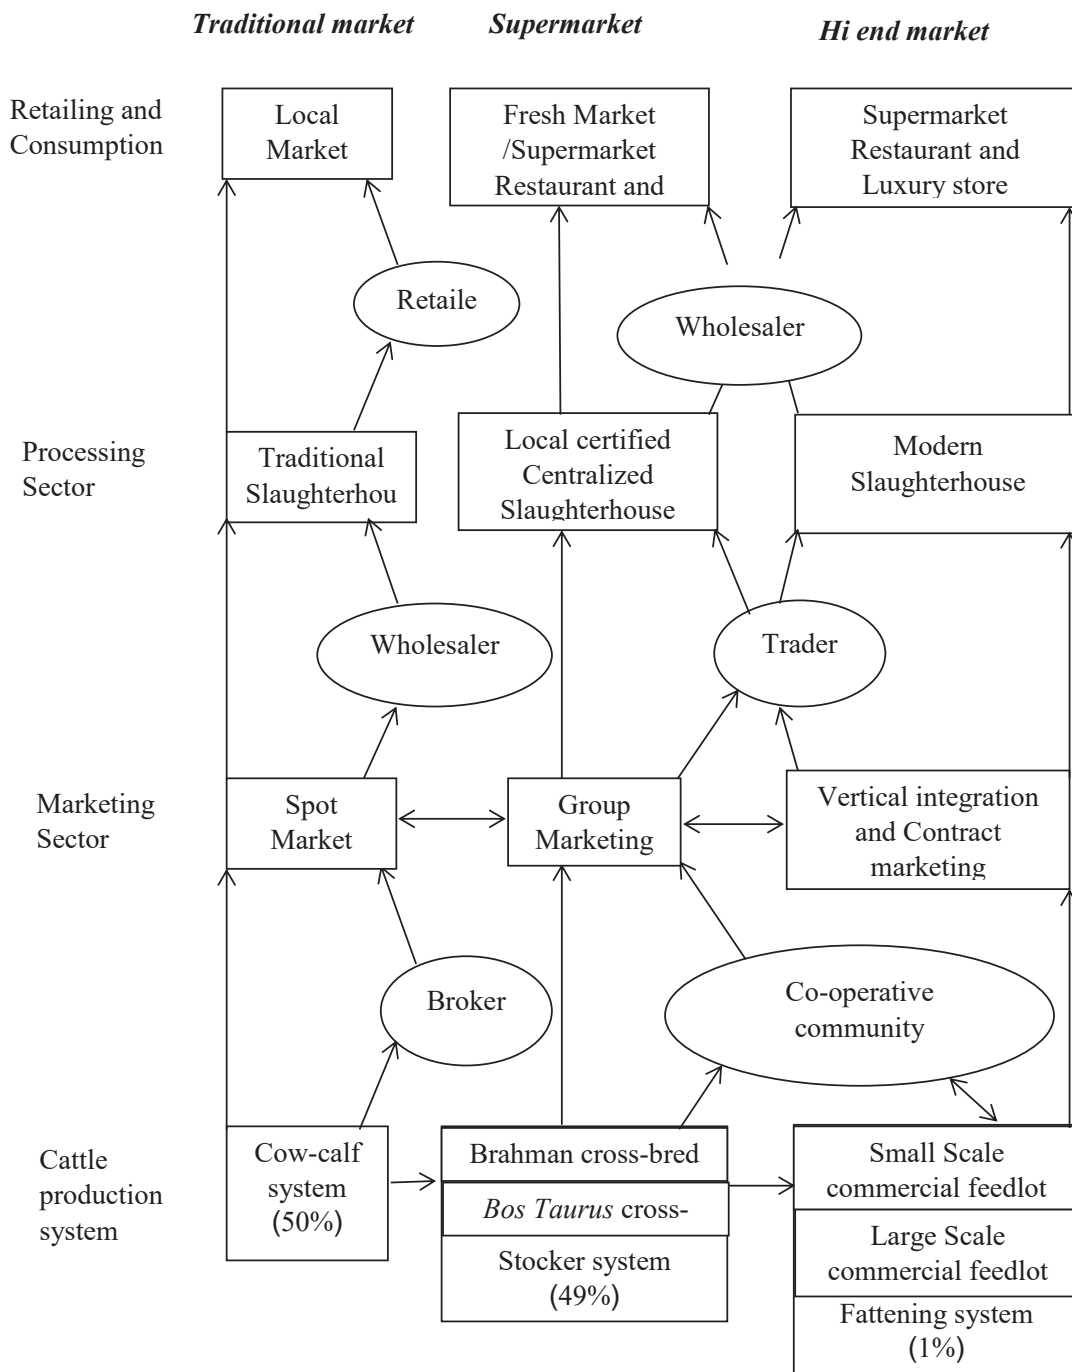 Traditional market
Supermarket
Hi end market
Retailing and
Consumption
Local
Market
Fresh Market
/Supermarket
Restaurant and
Supermarket
Restaurant and
Luxury store
Retaile
Wholesaler
Processing
Sector
Traditional
Slaughterhou
Local certified
Centralized
Slaughterhouse
Modern
Slaughterhouse
Wholesaler
Trader
Marketing
Sector
Spot
Market
Group
Marketing
Vertical integration
and Contract
marketing
Broker
Co-operative
community
Cattle
production
system
Cow-calf
system
(50%)
Brahman cross-bred
Bos Taurus cross-
Stocker system
(49%)
Small Scale
commercial feedlot
Large Scale
commercial feedlot
Fattening system
(1%)